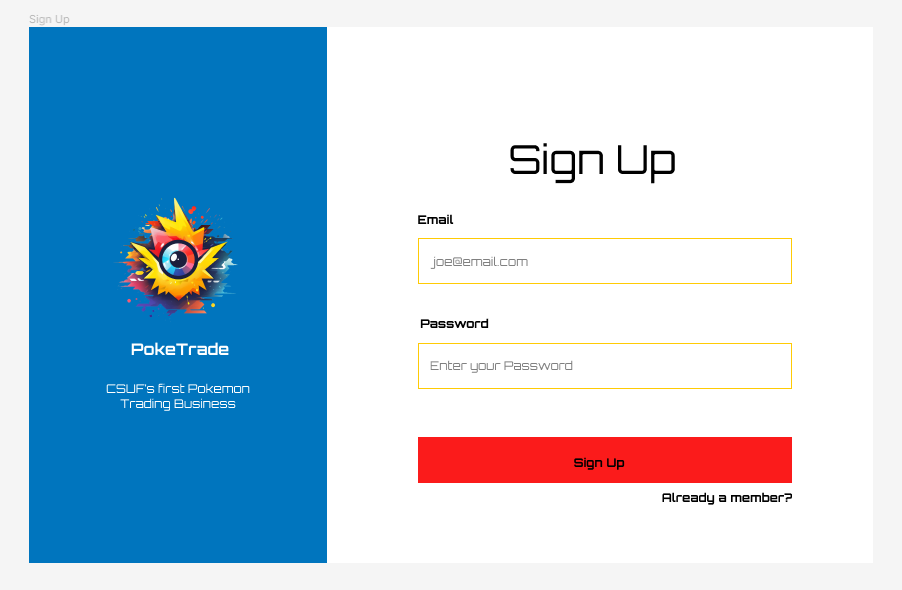 Sign Up
Sign Up
Email
joe@email.com
Password
Enter your Password
Sign Up
Already a member?
PokeTrade
CSUF's first Pokemon
Trading Business